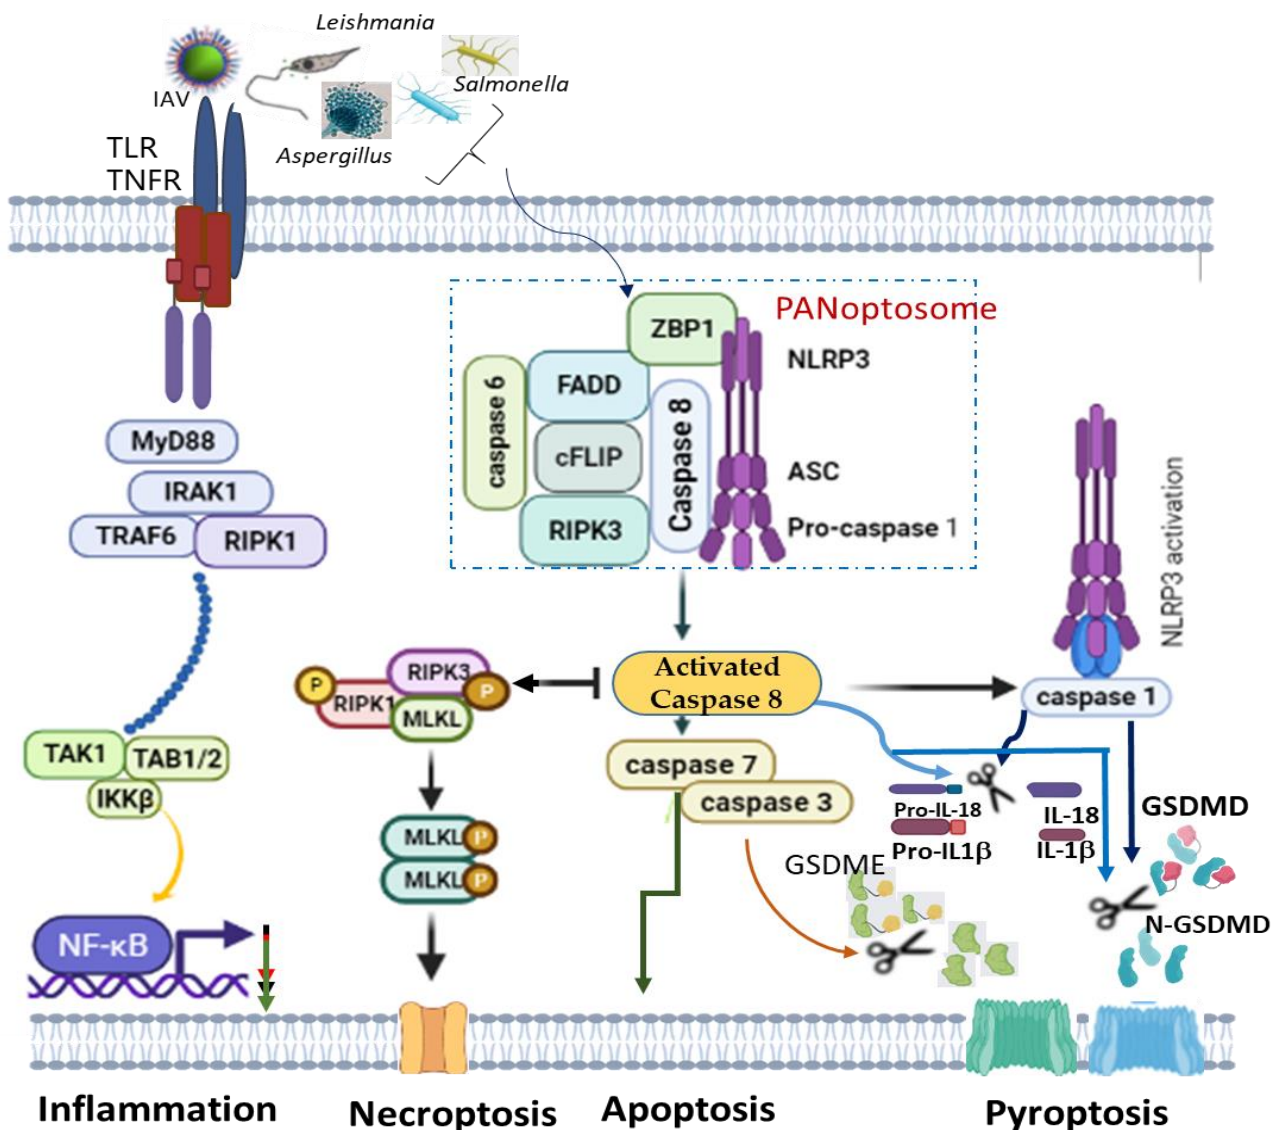 Leishmania
IAV
Salmonella
TLR
TNFR
Aspergillus
PANoptosome
ZBP1
NLRP3
caspase 6
FADD
Caspase 8
cFLIP
ASC
RIPK3
Pro-caspase 1
MyD88
IRAK1
TRAF6
RIPK1
NLRP3 activation
RIPK3
P
RIPK1
P
MLKL
Activated
Caspase 8
caspase 1
TAK1
TAB1/2
IKKβ
caspase 7
caspase 3
Pro-IL-18
Pro-IL1β
IL-18
IL-1β
GSDMD
MLKL
P
MLKL
P
GSDME
N-GSDMD
NF-κB
Inflammation
Necroptosis
Apoptosis
Pyroptosis